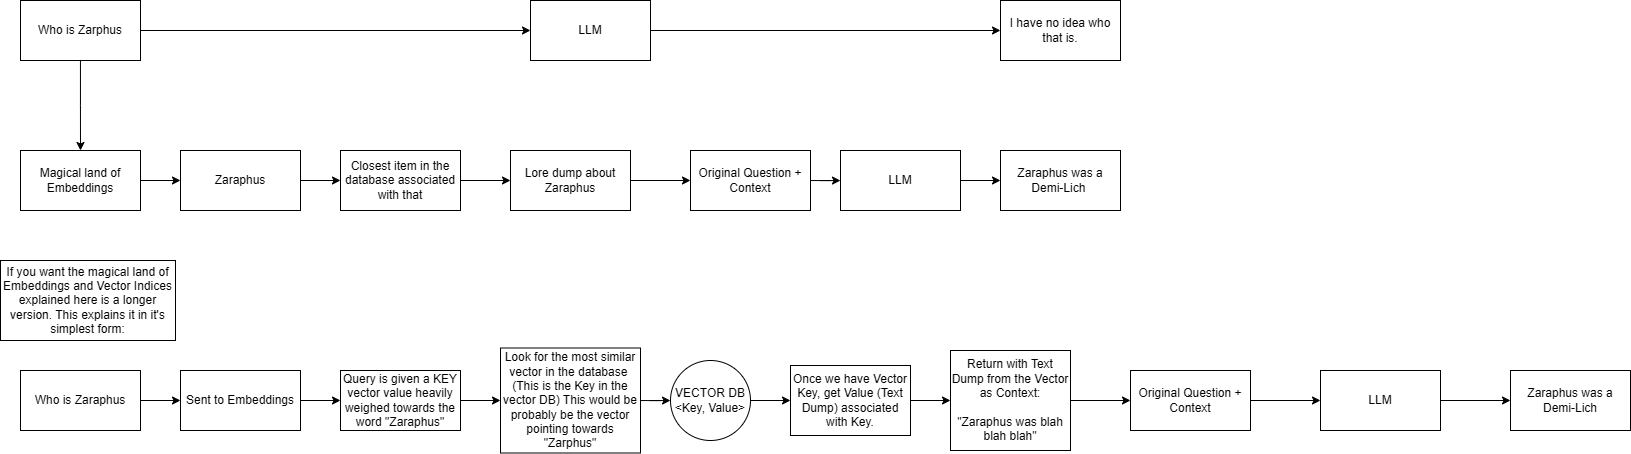 Who is Zarphus
LLM
I have no idea who
that is.
Magical land of
Embeddings
Zaraphus
Closest item in the
database associated
with that
Lore dump about
Zaraphus
Original Question +
Context
LLM
Zaraphus was a
Demi-Lich
If you want the magical land of
Embeddings and Vector Indices
explained here is a longer
version. This explains it in it's
simplest form:
Who is Zaraphus
Sent to Embeddings
Query is given a KEY
vector value heavily
weighed towards the
word "Zaraphus"
Look for the most similar
vector in the database
(This is the Key in the
vector DB) This would be
probably be the vector
pointing towards
"Zarphus"
VECTOR DB
<Key, Value>
Once we have Vector
Key, get Value (Text
Dump) associated
with Key.
Return with Text
Dump from the Vector
as Context:
"Zaraphus was blah
blah blah"
Original Question +
Context
LLM
Zaraphus was a
Demi-Lich